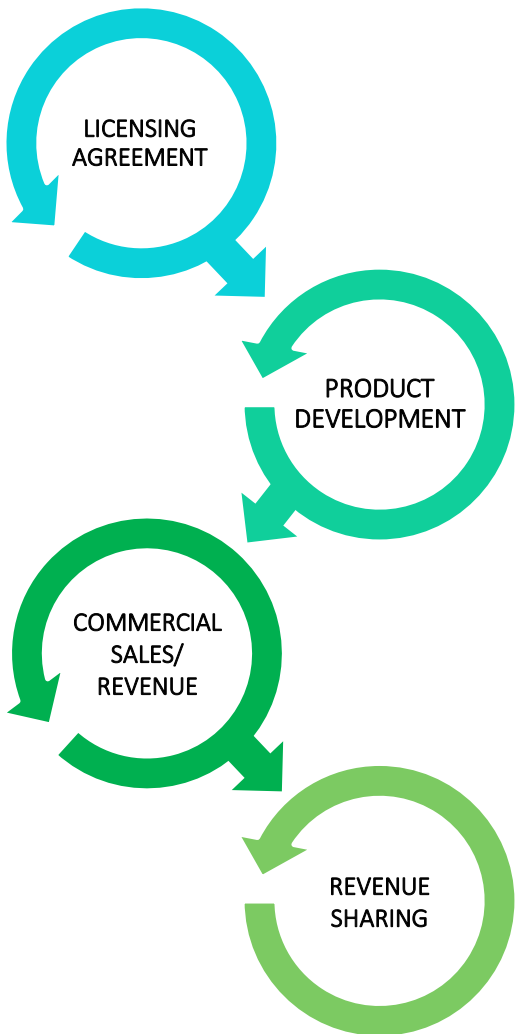 LICENSING
AGREEMENT
PRODUCT
DEVELOPMENT
COMMERCIAL
SALES/
REVENUE
REVENUE
SHARING